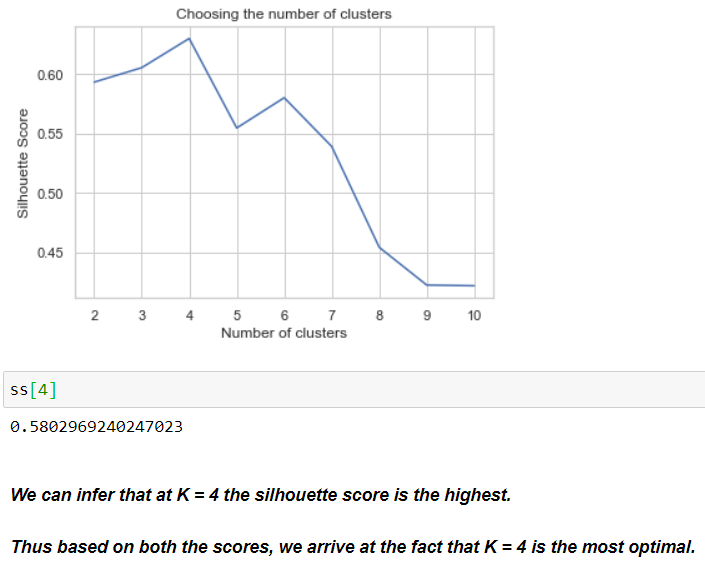 Choosing the number of clusters
0.60
0.55
0.50
0.45
Silhouette Score
2 3 4 5 6 7 8 9 10
Number of clusters
ss[4]
0.5802969240247023
We can infer that at K = 4 the silhouette score is the highest.
Thus based on both the scores, we arrive at the fact that K = 4 is the most optimal.